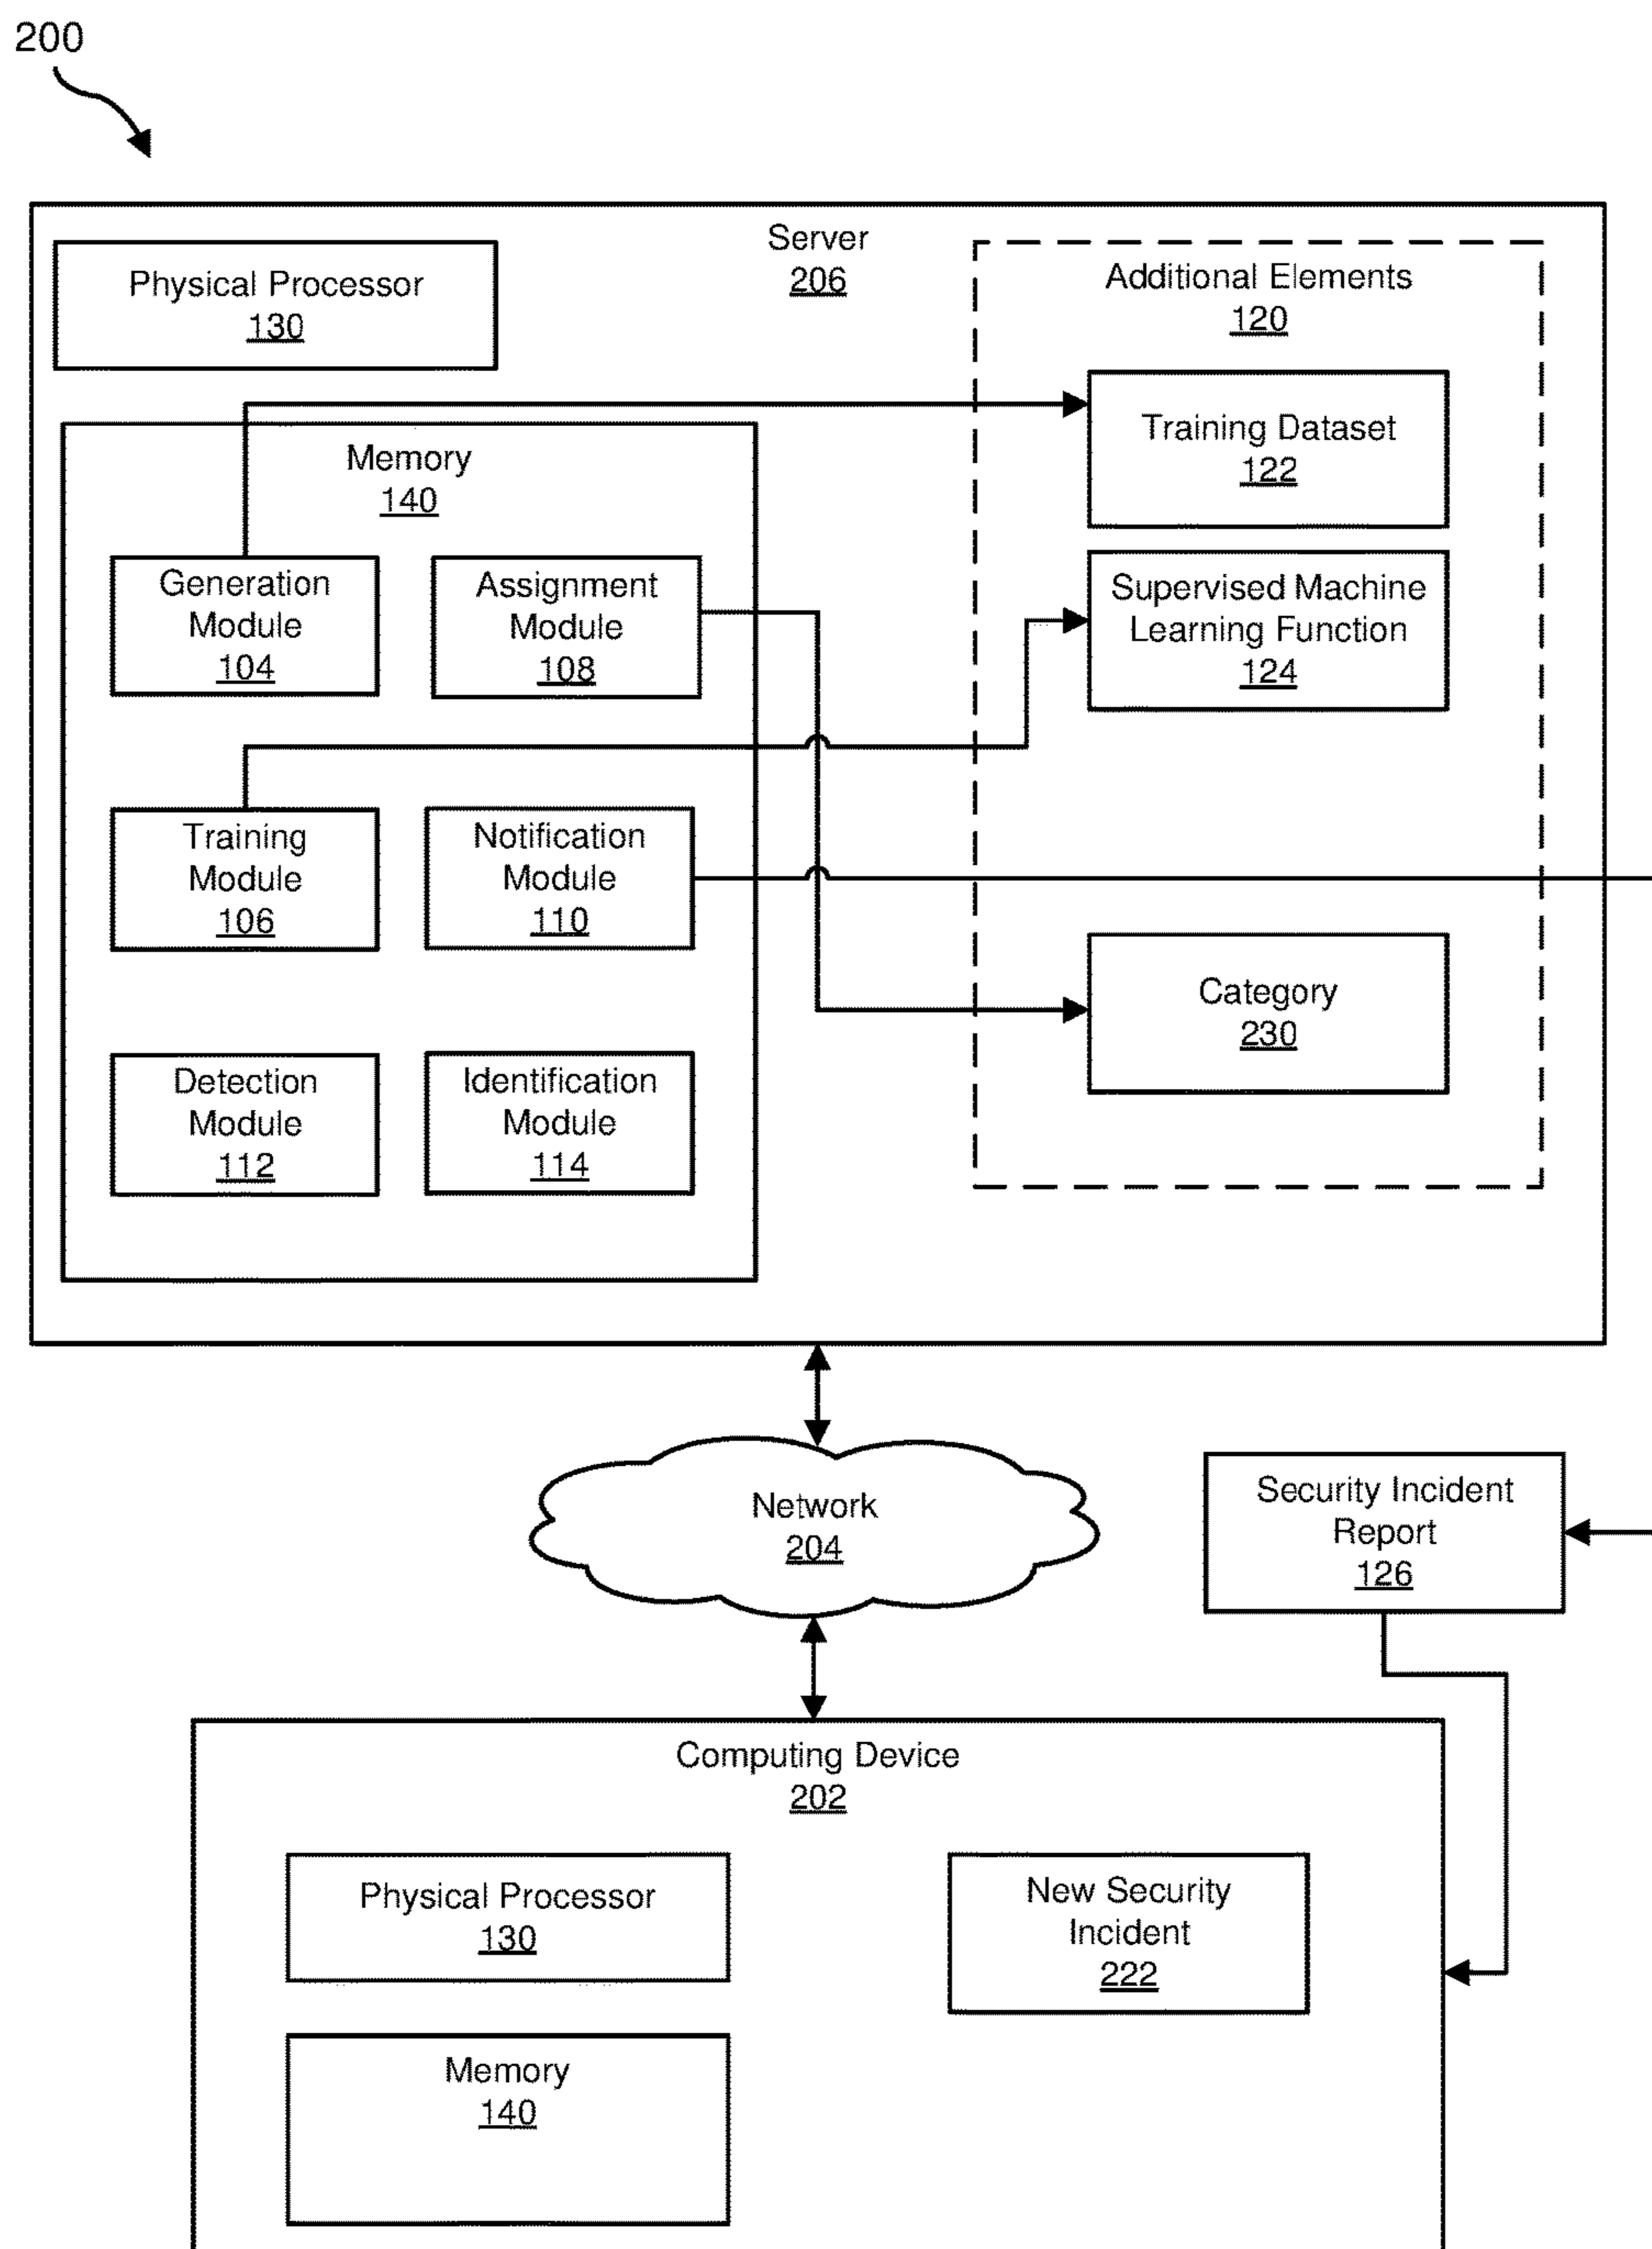 200
Server
206
Physical Processor
130
Additional Elements
120
Training Dataset
122
Memory
140
Generation
Module
104
Assignment
Module
108
Supervised Machine
Learning Function
124
Training
Module
106
Notification
Module
110
Category
230
Detection
Module
112
Identification
Module
114
Network
204
Security Incident
Report
126
Computing Device
202
Physical Processor
130
New Security
Incident
222
Memory
140